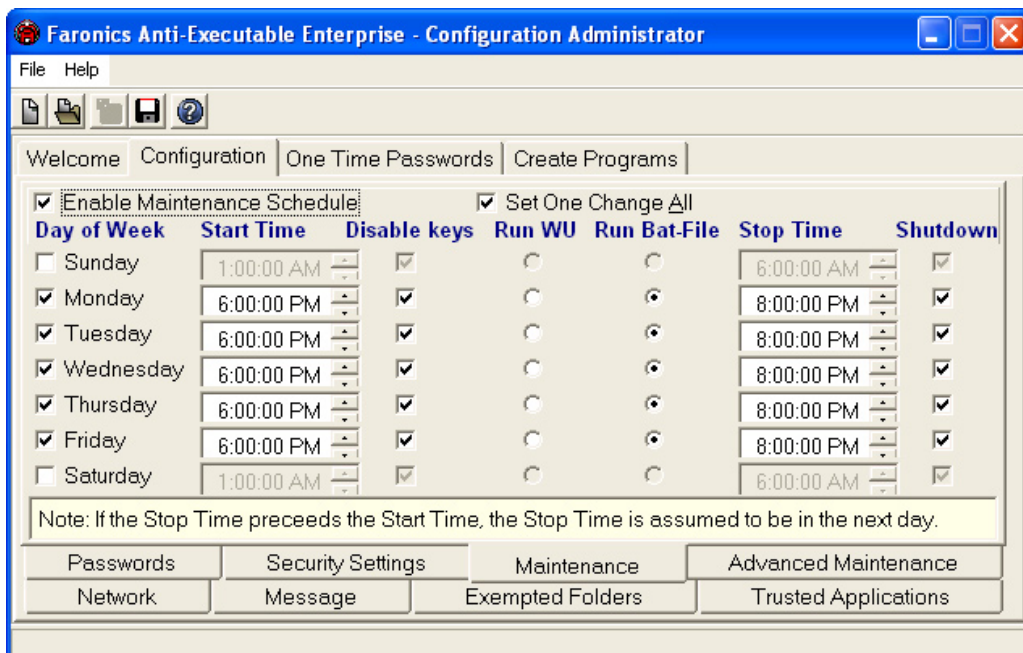 Faronics Anti-Executable Enterprise - Configuration Administrator
File Help
Welcome Configuration One Time Passwords Create Programs
Enable Maintenance Schedule Set One Change All
Day of Week Start Time Disable keys Run WU Run Bat-File Stop Time Shutdown
Sunday 1:00:00 AM 6:00:00 AM
Monday 6:00:00 PM 8:00:00 PM
Tuesday 6:00:00 PM 8:00:00 PM
Wednesday 6:00:00 PM 8:00:00 PM
Thursday 6:00:00 PM 8:00:00 PM
Friday 6:00:00 PM 8:00:00 PM
Saturday 1:00:00 AM 6:00:00 AM
Note: If the Stop Time preceeds the Start Time, the Stop Time is assumed to be in the next day.
Passwords Security Settings Maintenance Advanced Maintenance
Network Message Exempted Folders Trusted Applications